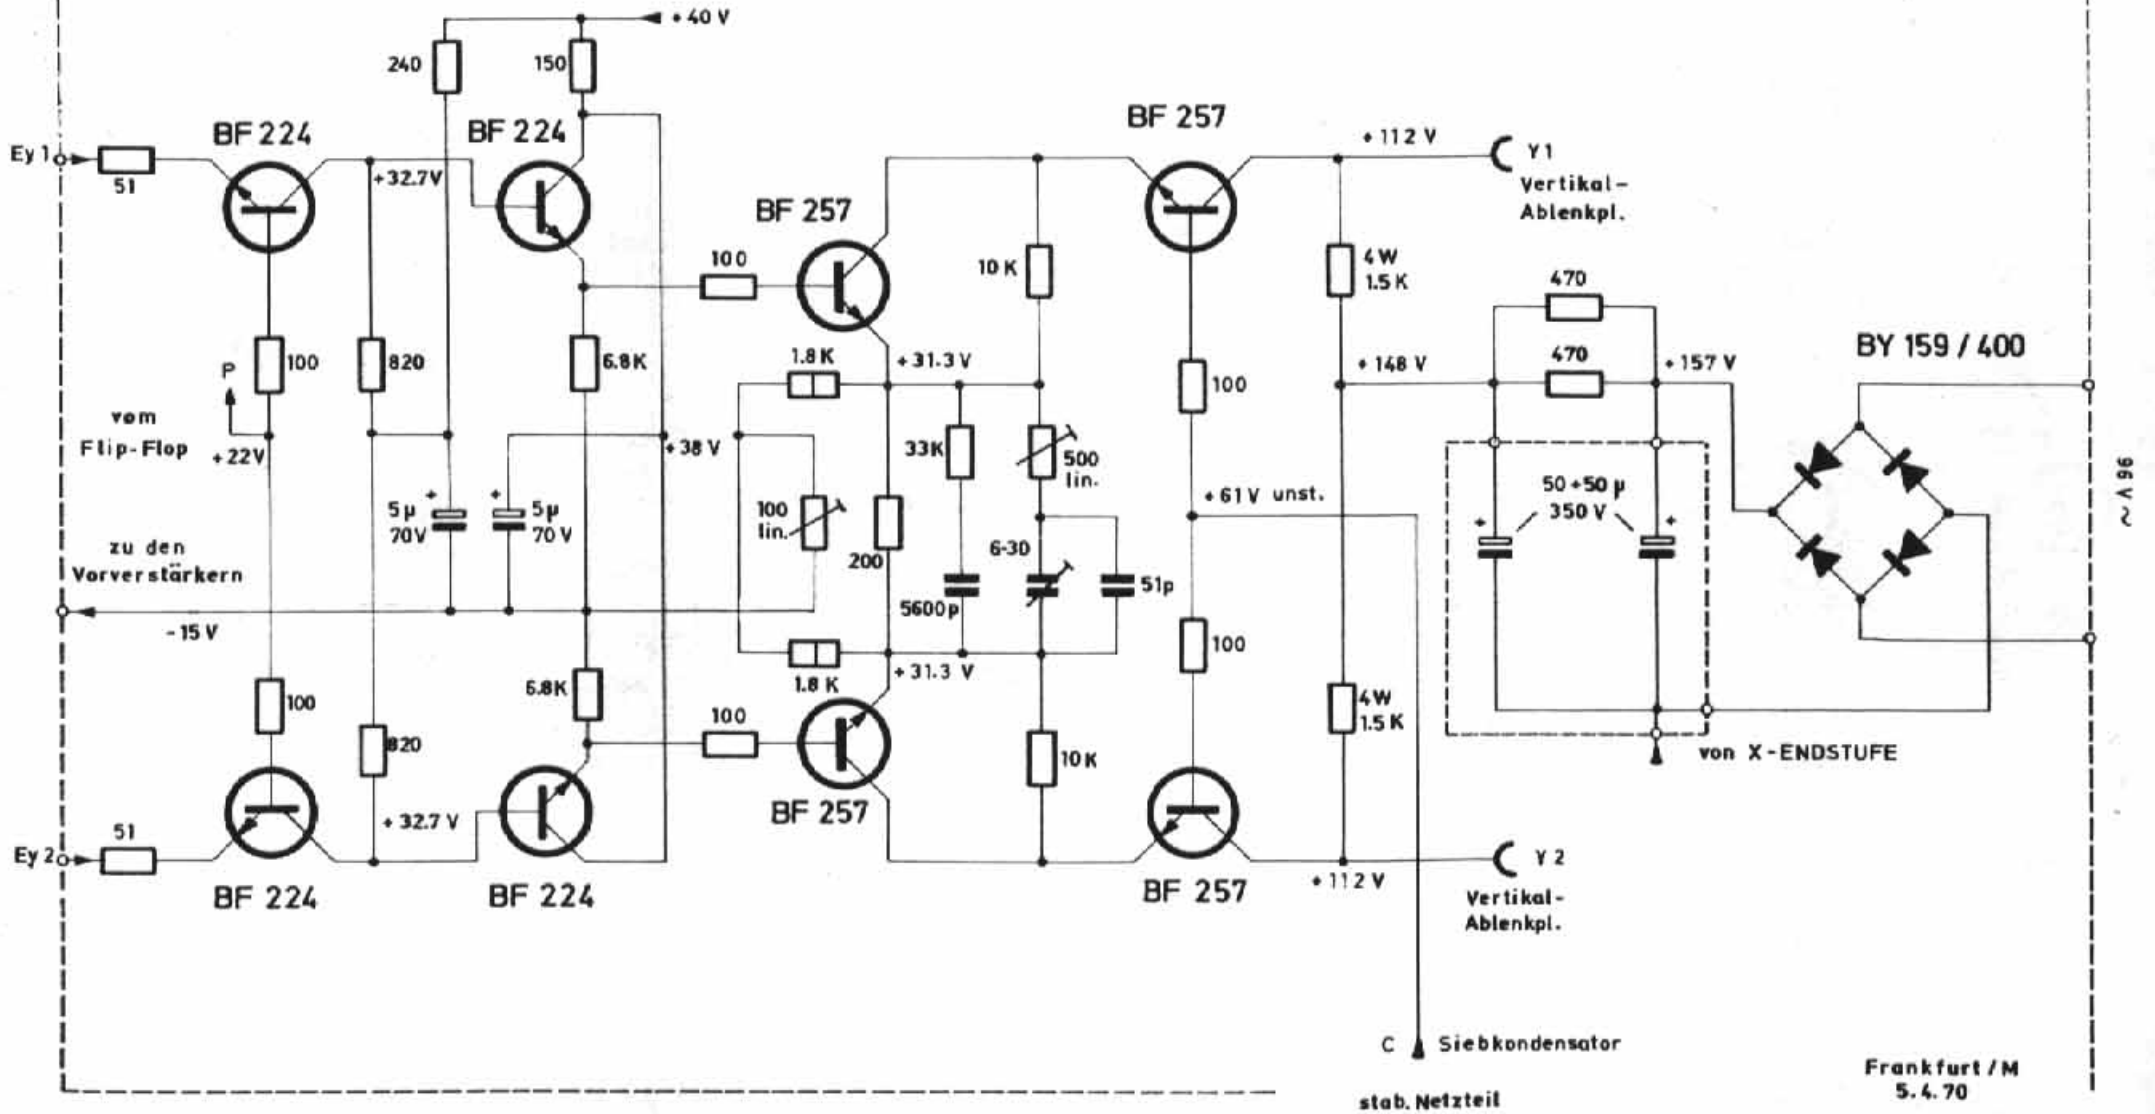 + 40 V
240
150
BF 224
BF 224
BF 257
Ey 1
51
+32.7V
+ 112 V
Y 1
Vertikal-
Ablenkpl.
BF 257
100
10 K
4W
1.5 K
470
470
BY 159 / 400
P
100
820
6.8K
1.8 K
+ 31.3 V
100
+ 148 V
+ 157 V
vom
Flip-Flop
+22V
+38 V
33K
500
lin.
96 V ~
5µ
70V
5µ
70 V
100
lin.
200
+ 61 V unst.
50 + 50 µ
350 V
zu den
Vorverstärkern
6-30
51p
5600p
- 15 V
+ 31.3 V
100
100
6.8K
1.8 K
100
4W
1.5 K
820
10K
von X-ENDSTUFE
BF 257
51
+ 32.7 V
Ey 2
BF 224
BF 224
BF 257
+ 112 V
Y 2
Vertikal-
Ablenkpl.
C
Siebkondensator
stab. Netzteil
Frankfurt / M
5.4.70